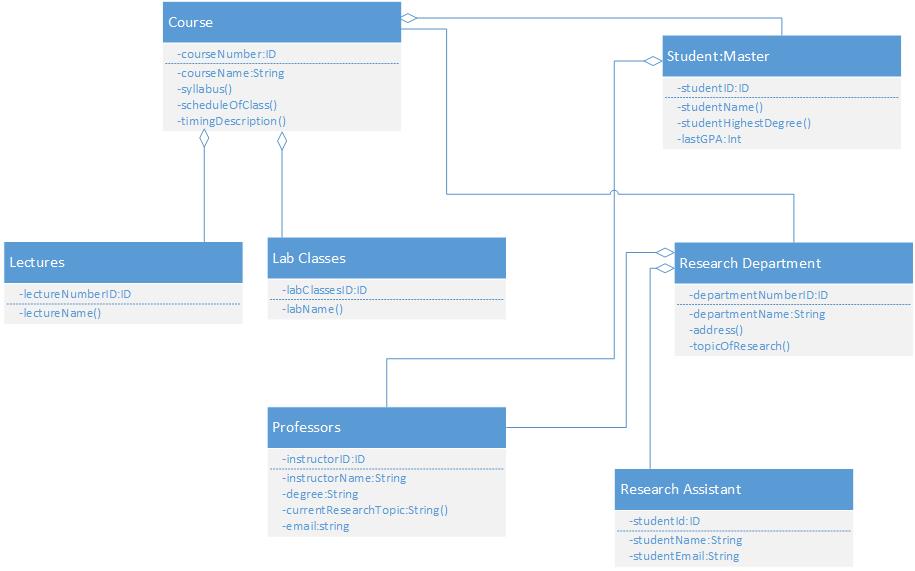 Course
-courseNumber:ID
-courseName:String
-syllabus()
-scheduleOfClass()
-timingDescription()
Student:Master
-studentID:ID
-studentName()
-studentHighestDegree()
-lastGPA:Int
Lectures
-lectureNumberID:ID
-lectureName()
Lab Classes
-labClassesID:ID
-labName()
Research Department
-departmentNumberID:ID
-departmentName:String
-address()
-topicOfResearch()
Professors
-instructorID:ID
-instructorName:String
-degree:String
-currentResearchTopic:String()
-email:string
Research Assistant
-studentId:ID
-studentName:String
-studentEmail:String